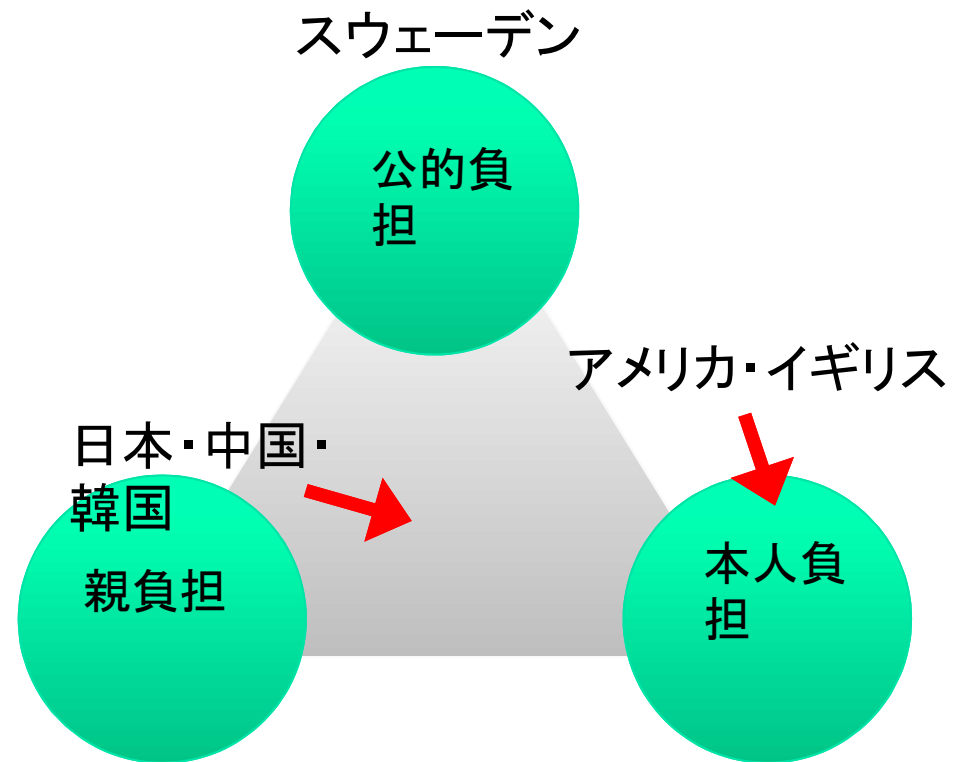 スウェーデン
公的負
担
アメリカ・イギリス
日本・中国・
韓国
親負担
本人負
担